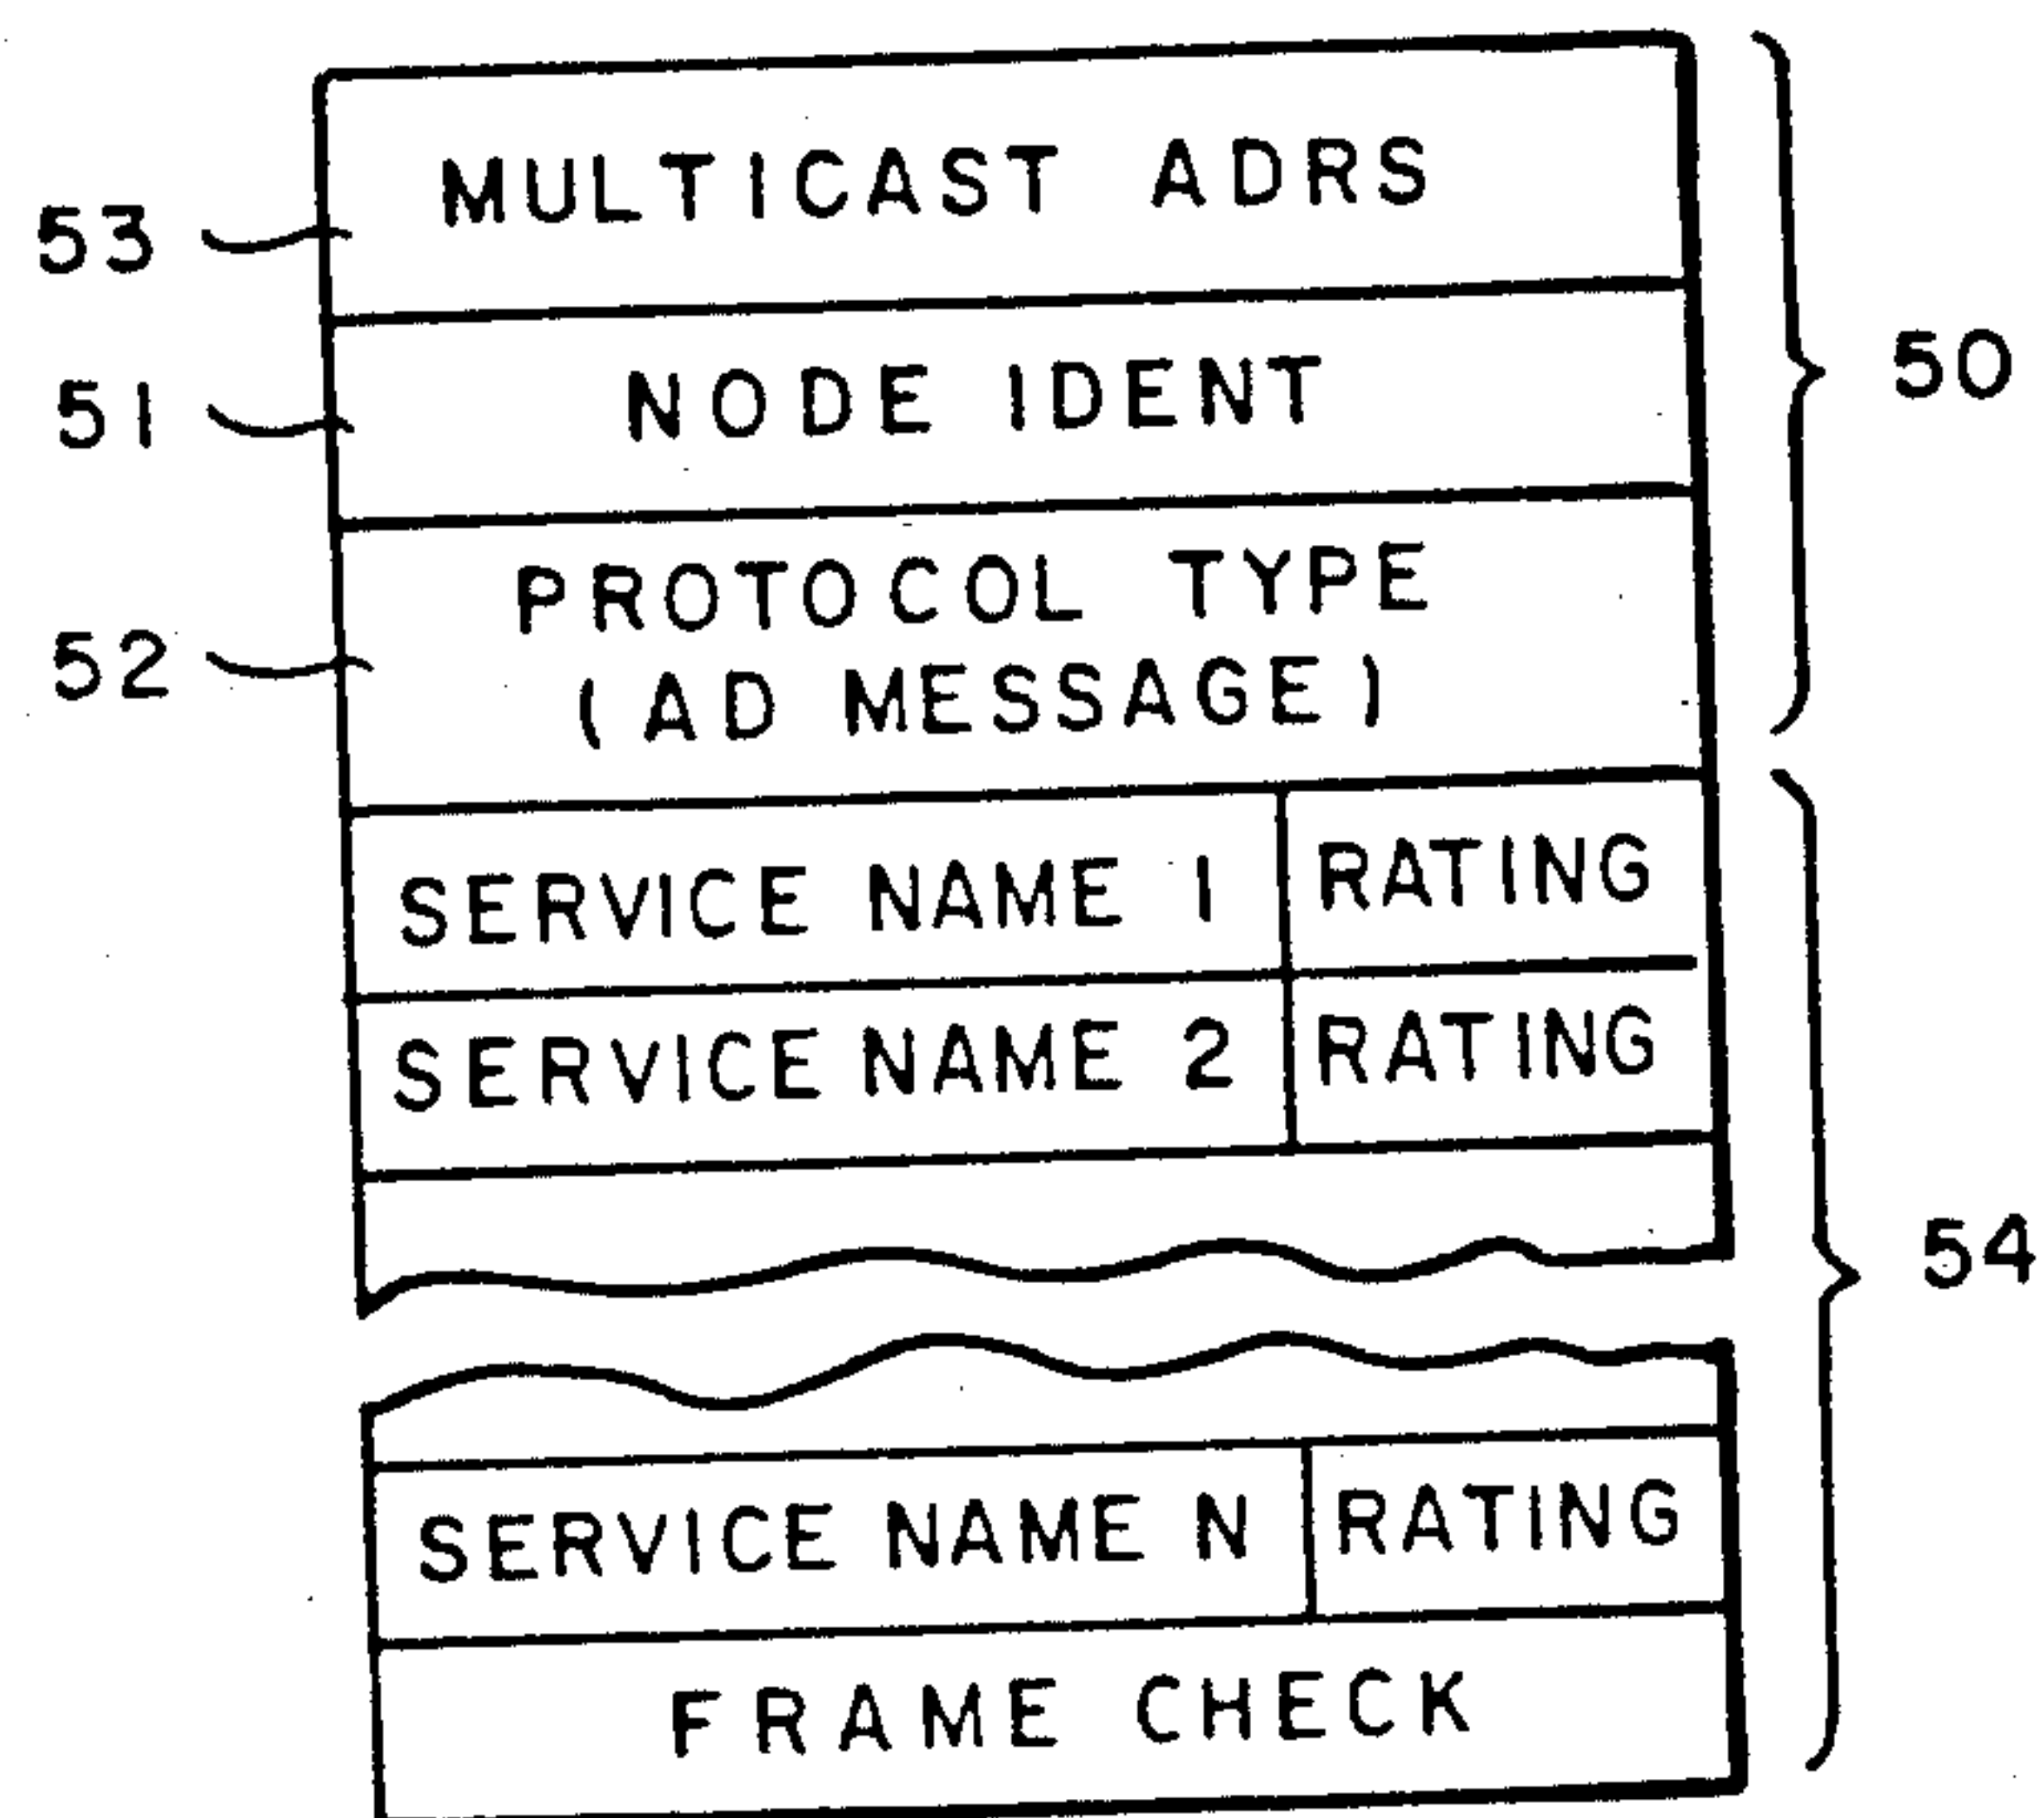 MULTICAST ADRS
53
NODE IDENT
51
50
PROTOCOL TYPE
(AD MESSAGE)
52
SERVICE NAME 1 RATING
SERVICE NAME 2 RATING
54
SERVICE NAME N RATING
FRAME CHECK